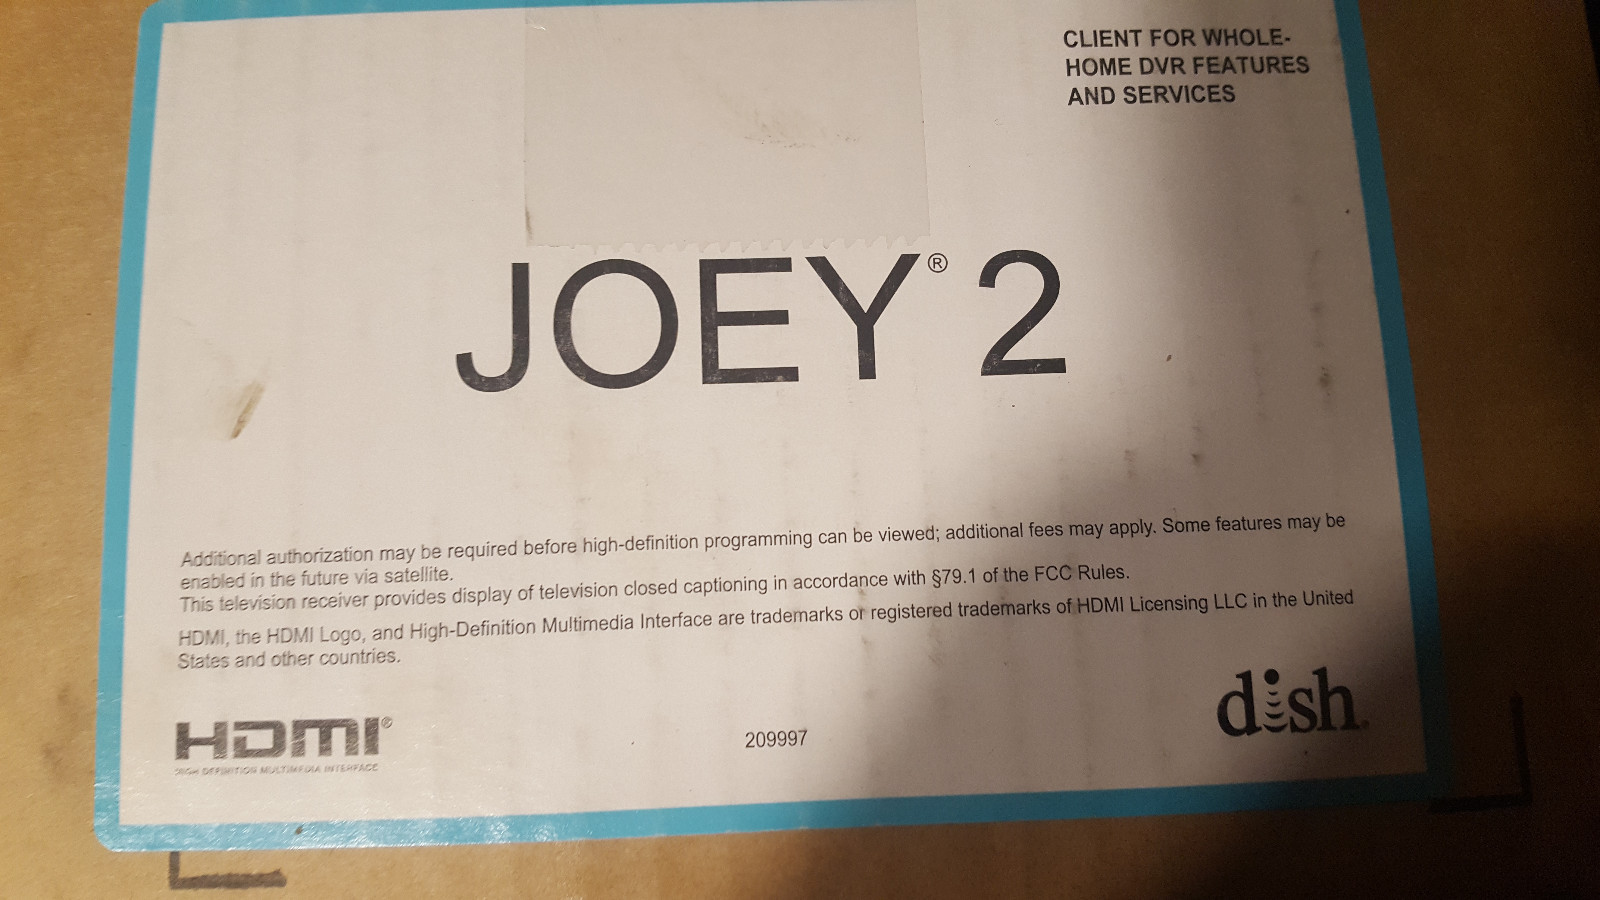 CLIENT FOR WHOLE-
HOME DVR FEATURES
AND SERVICES
JOEY® 2
Additional authorization may be required before high-definition programming can be viewed; additional fees may apply. Some features may be
enabled in the future via satellite.
This television receiver provides display of television closed captioning in accordance with §79.1 of the FCC Rules.
HDMI, the HDMI Logo, and High-Definition Multimedia Interface are trademarks or registered trademarks of HDMI Licensing LLC in the United
States and other countries.
HDMI®
HIGH DEFINITION MULTIMEDIA INTERFACE
209997
dish